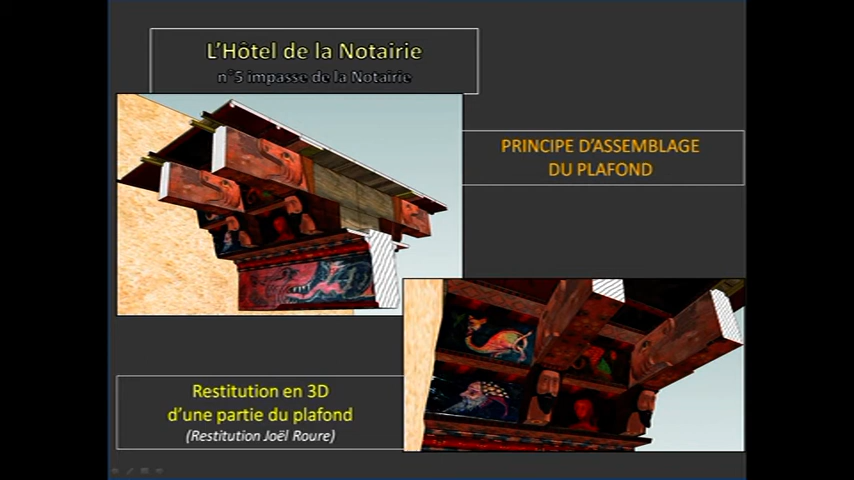 L'Hôtel de la Notairie
n°5 impasse de la Notairie
PRINCIPE D'ASSEMBLAGE
DU PLAFOND
Restitution en 3D
d'une partie du plafond
(Restitution Joël Roure)